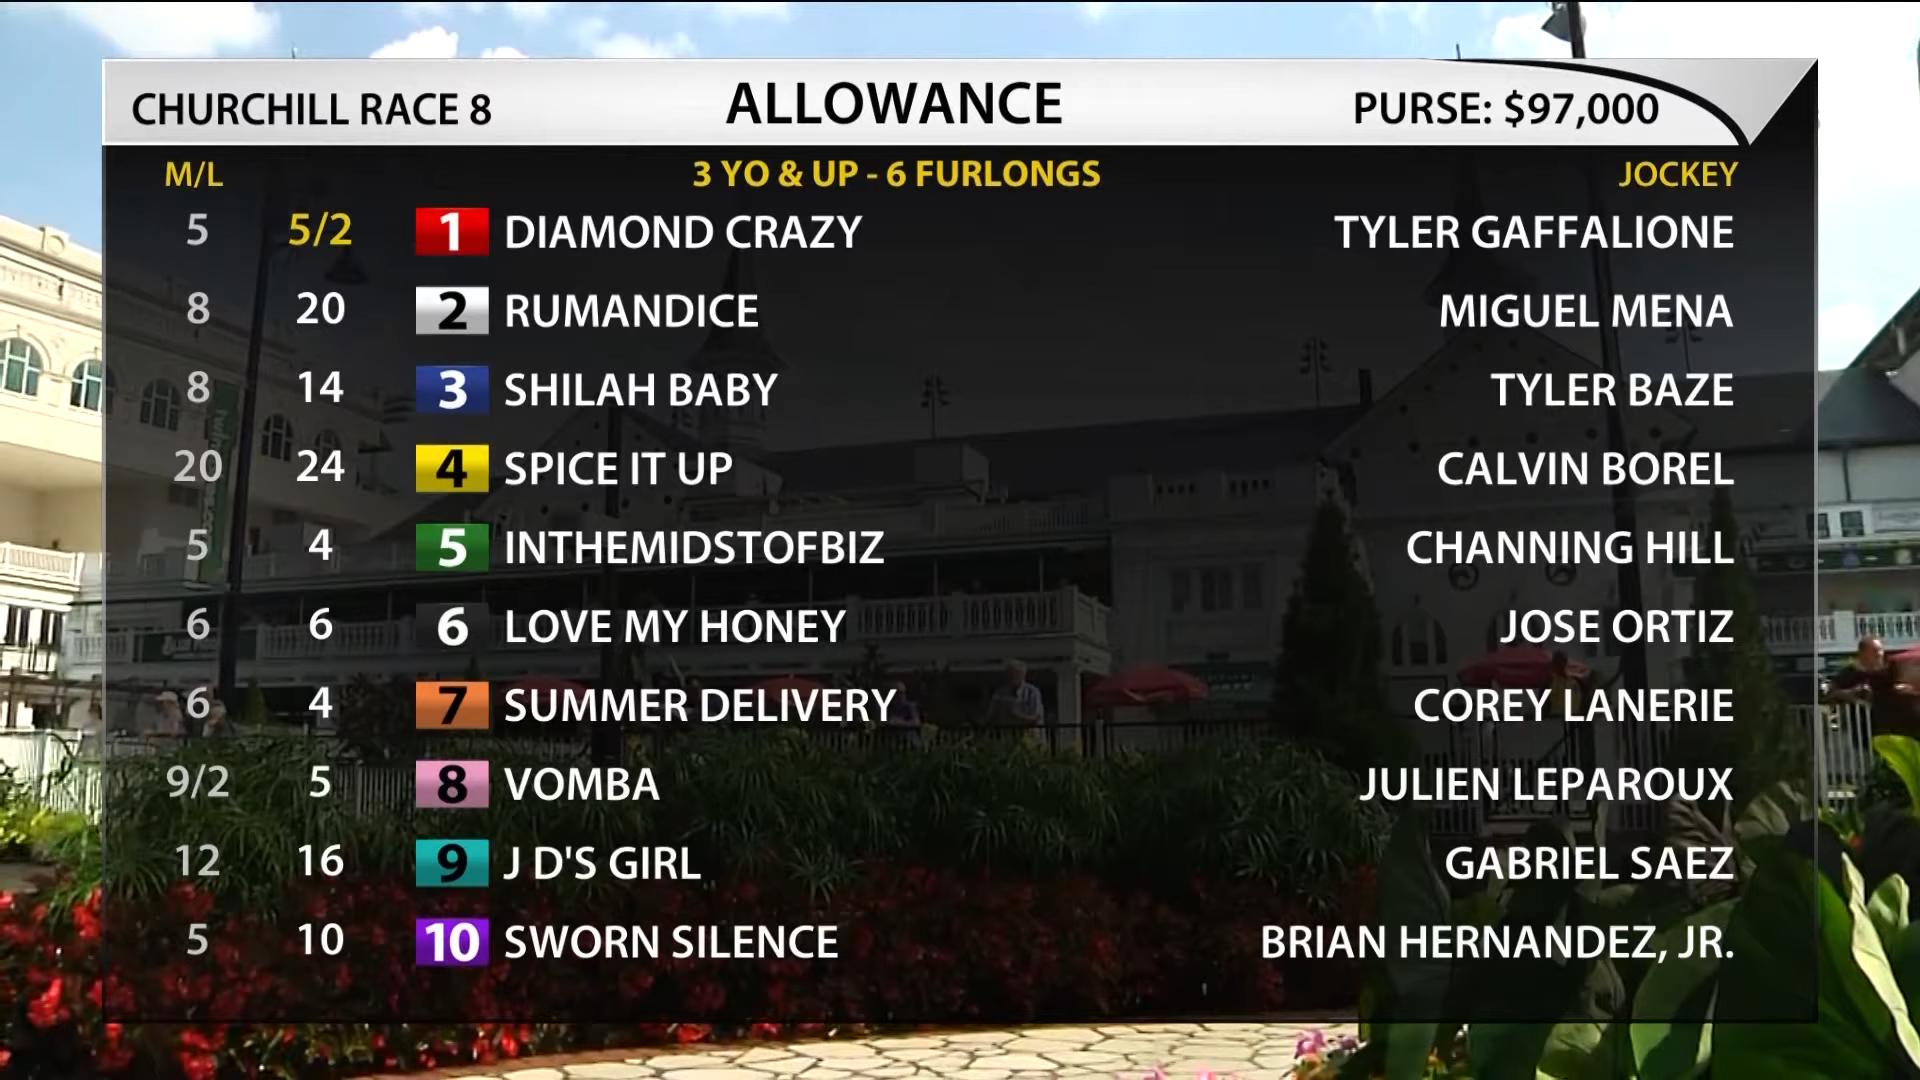 CHURCHILL RACE 8 ALLOWANCE PURSE: $97,000
M/L 3 YO & UP - 6 FURLONGS JOCKEY
5 5/2 1 DIAMOND CRAZY TYLER GAFFALIONE
8 20 2 RUMANDICE MIGUEL MENA
8 14 3 SHILAH BABY TYLER BAZE
20 24 4 SPICE IT UP CALVIN BOREL
5 4 5 INTHEMIDSTOFBIZ CHANNING HILL
6 6 6 LOVE MY HONEY JOSE ORTIZ
6 4 7 SUMMER DELIVERY COREY LANERIE
9/2 5 8 VOMBA JULIEN LEPAROUX
12 16 9 J D'S GIRL GABRIEL SAEZ
5 10 10 SWORN SILENCE BRIAN HERNANDEZ, JR.